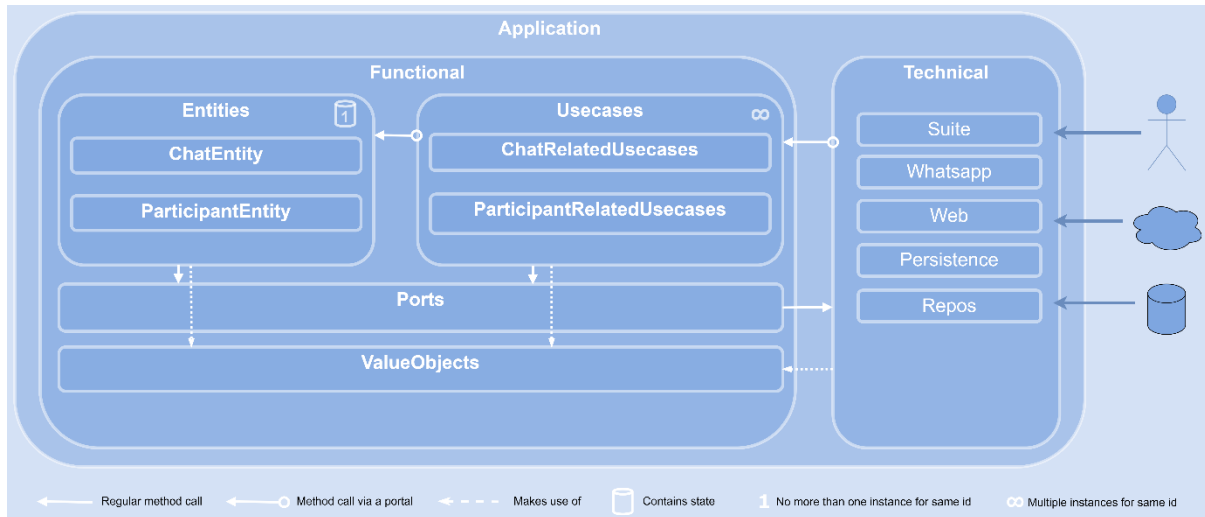 Application
Functional
Technical
Entities
1
Usecases
∞
ChatEntity
ChatRelatedUsecases
ParticipantEntity
ParticipantRelatedUsecases
Suite
Whatsapp
Web
Persistence
Repos
Ports
ValueObjects
Regular method call
Method call via a portal
Makes use of
Contains state
1 No more than one instance for same id
∞ Multiple instances for same id